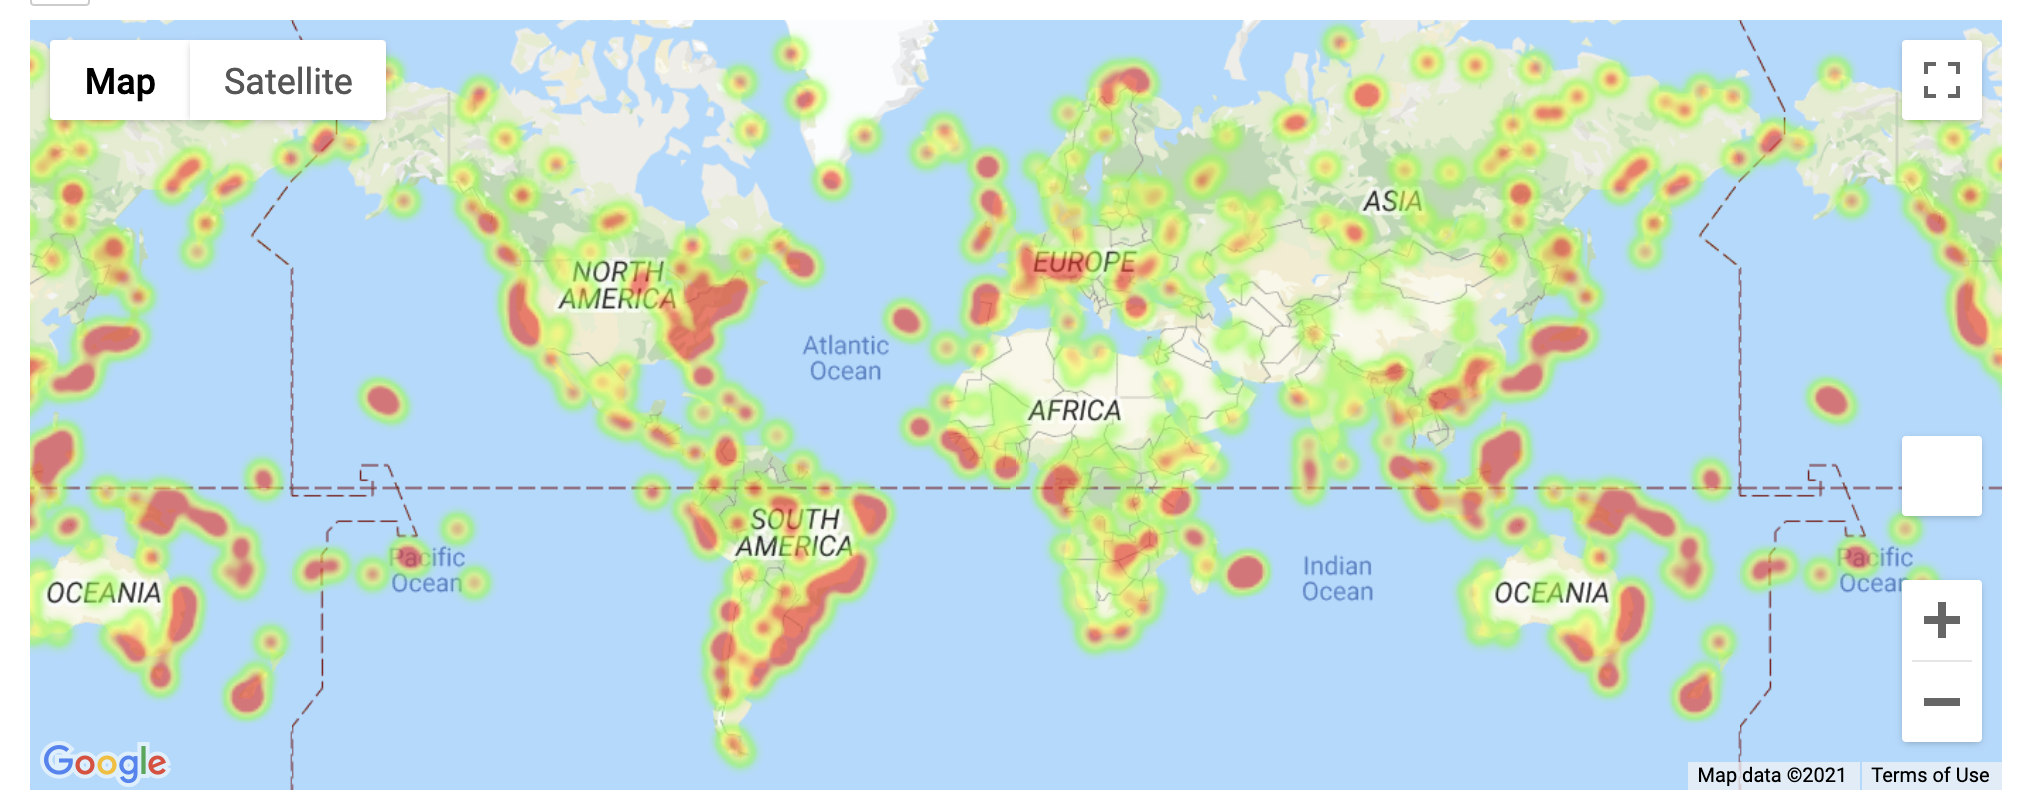 Map
Satellite
ASIA
NORTH
AMERICA
EUROPE
Atlantic
Ocean
AFRICA
SOUTH
AMERICA
Pacific
Ocean
Pacific
Ocean
Indian
Ocean
OCEANIA
OCEANIA
Google
Map data ©2021
Terms of Use